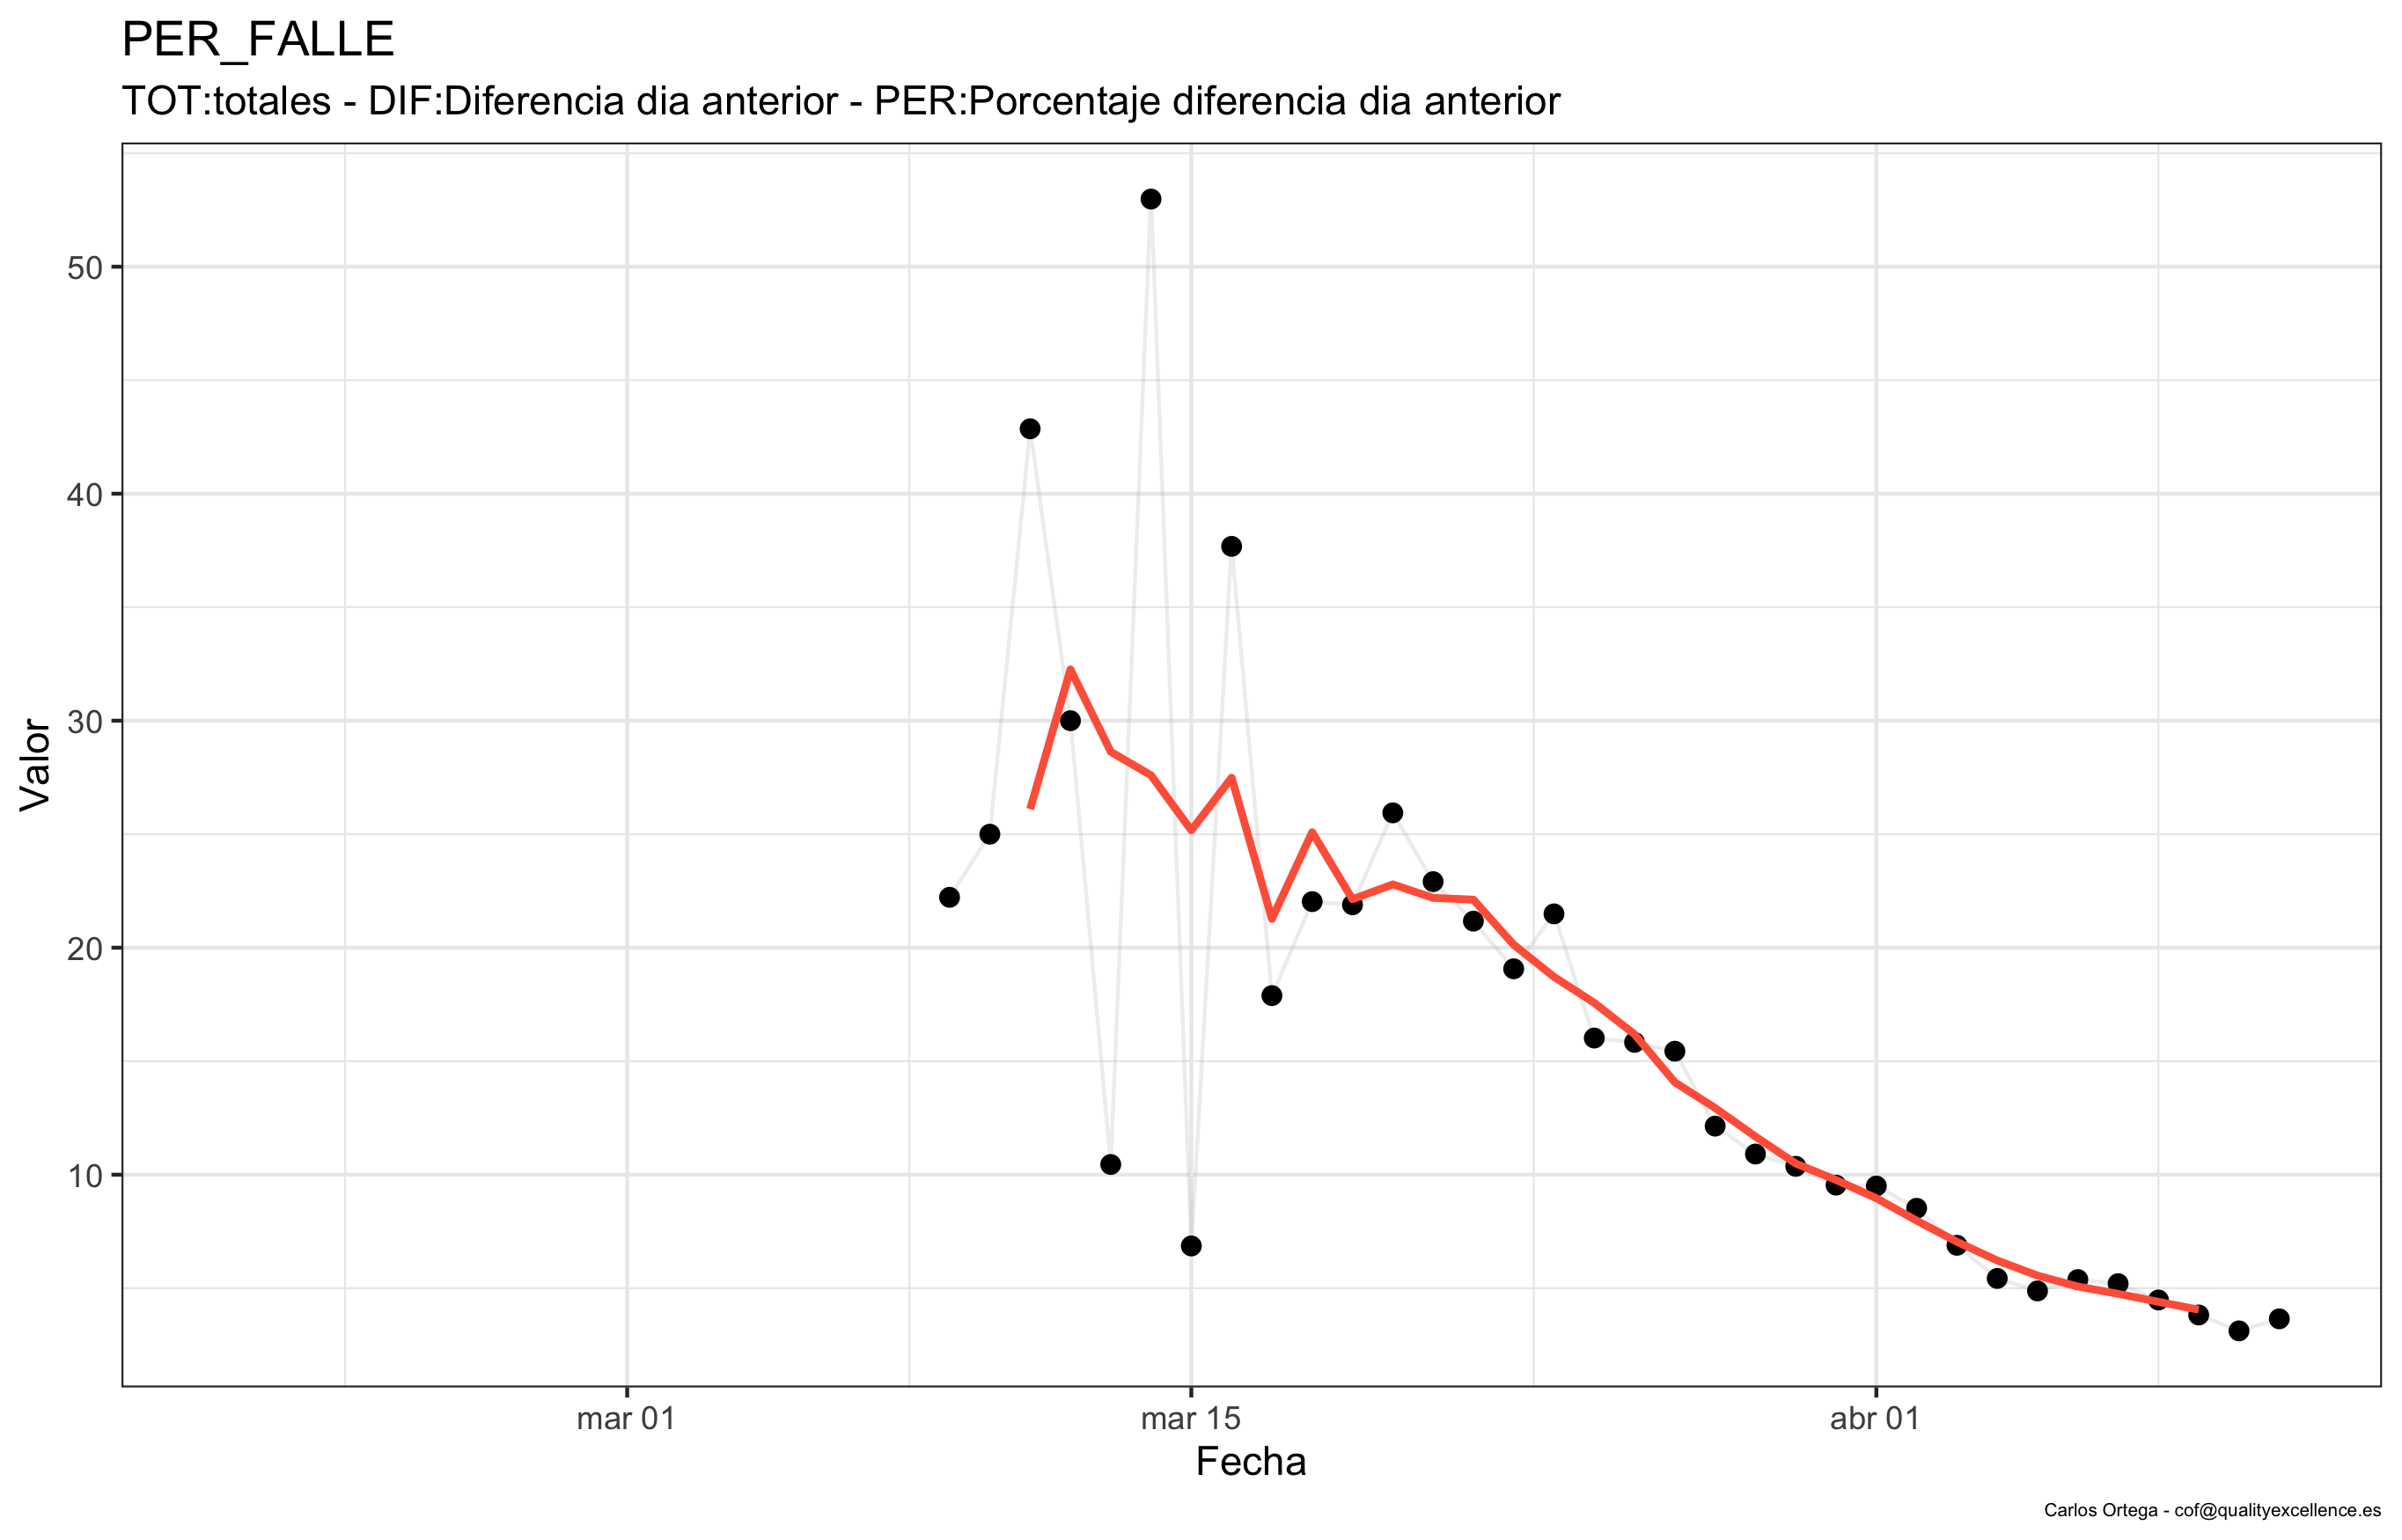 PER_FALLE
TOT:totales - DIF:Diferencia dia anterior - PER:Porcentaje diferencia dia anterior
50
40
30
20
10
Valor
mar 01
mar 15
abr 01
Fecha
Carlos Ortega - cof@qualityexcellence.es